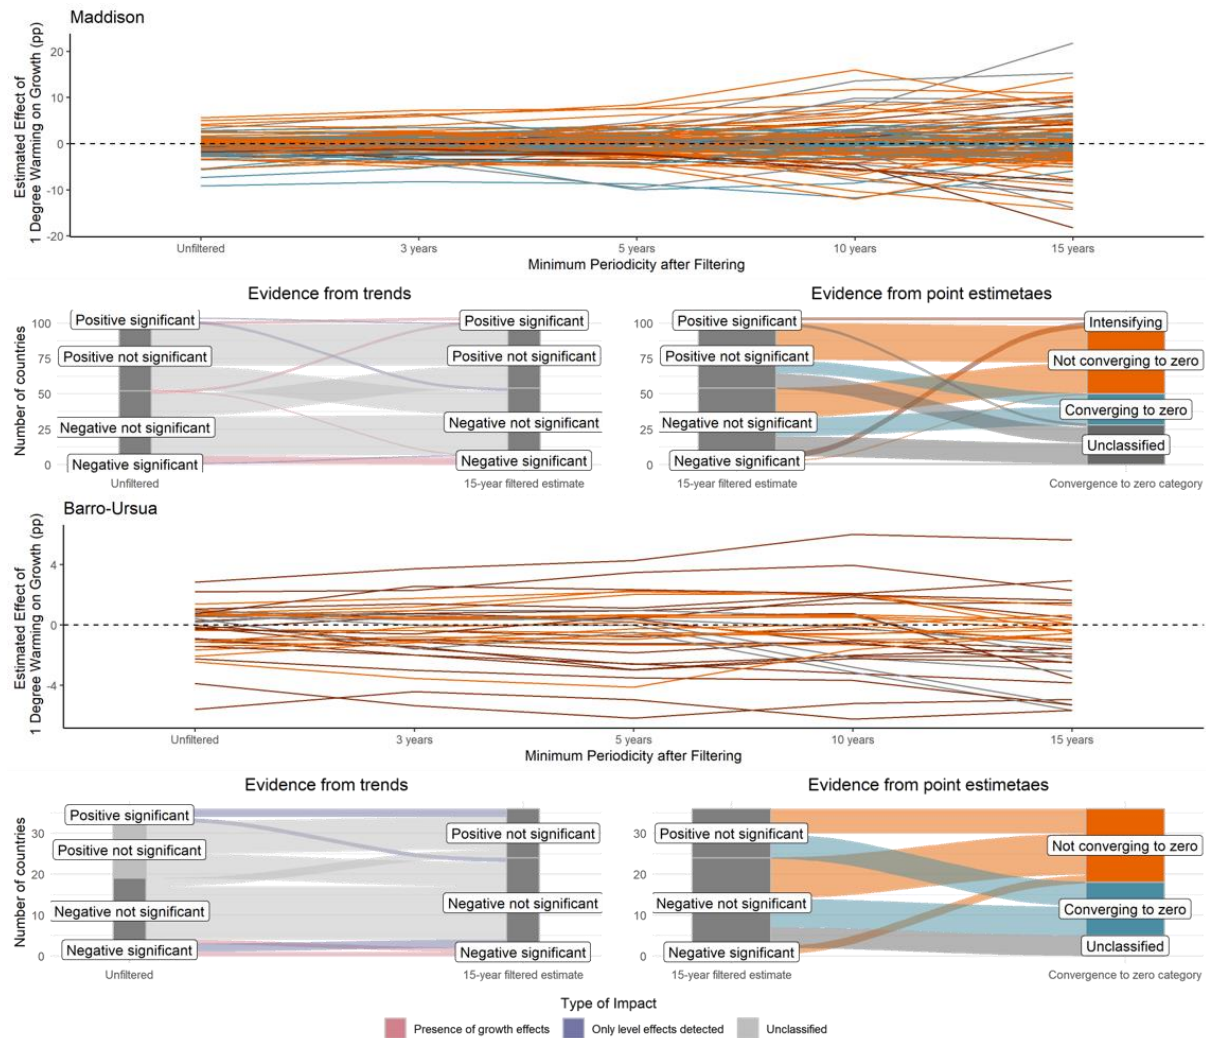 Maddison
Estimated Effect of
1 Degree Warming on Growth (pp)
20
10
0
-10
-20
Unfiltered
3 years
5 years
10 years
15 years
Minimum Periodicity after Filtering
Evidence from trends
Number of countries
100
75
50
25
0
Positive significant
Positive not significant
Negative not significant
Negative significant
Positive significant
Positive not significant
Negative not significant
Negative significant
Unfiltered
15-year filtered estimate
Evidence from point estimetaes
100
75
50
25
0
Positive significant
Positive not significant
Negative not significant
Negative significant
Intensifying
Not converging to zero
Converging to zero
Unclassified
15-year filtered estimate
Convergence to zero category
Barro-Ursua
Estimated Effect of
1 Degree Warming on Growth (pp)
4
0
-4
Unfiltered
3 years
5 years
10 years
15 years
Minimum Periodicity after Filtering
Evidence from trends
Number of countries
30
20
10
0
Positive significant
Positive not significant
Negative not significant
Negative significant
Positive not significant
Negative not significant
Negative significant
Unfiltered
15-year filtered estimate
Evidence from point estimetaes
30
20
10
0
Positive not significant
Negative not significant
Negative significant
Not converging to zero
Converging to zero
Unclassified
15-year filtered estimate
Convergence to zero category
Type of Impact
Presence of growth effects
Only level effects detected
Unclassified